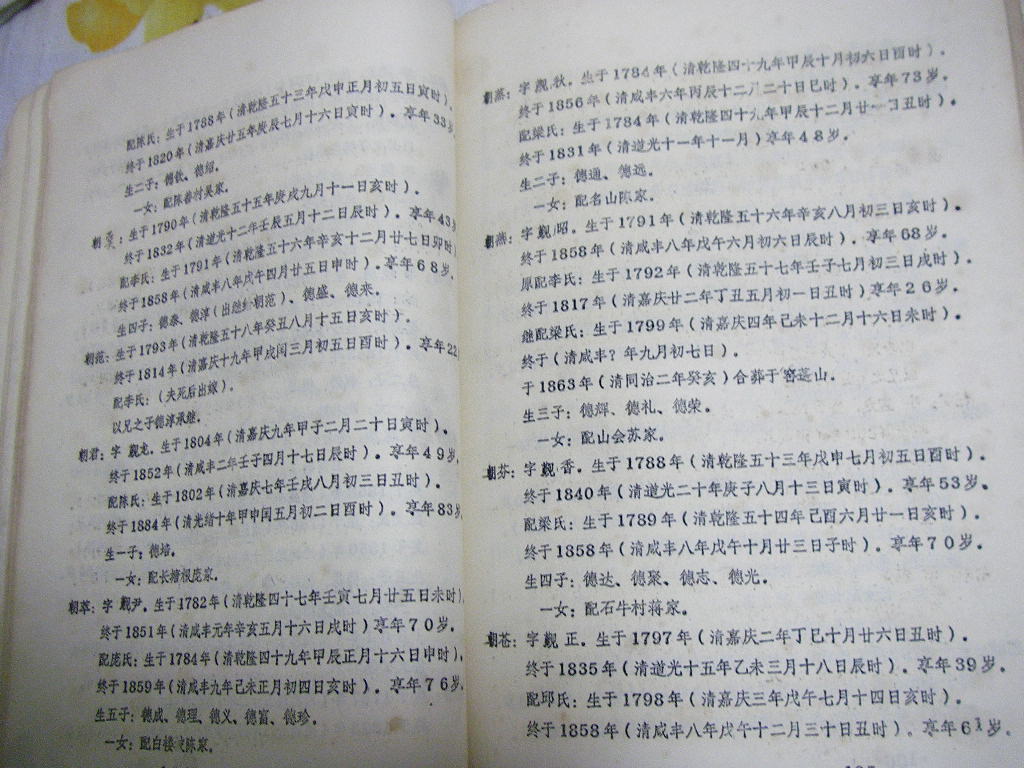 配陈氏：生于1788年（清乾隆五十三年戊申正月初五日寅时）。
终于1820年（清嘉庆廿五年庚辰七月十六日寅时）。享年33岁
生二子：德钦、德绍。
一女：配陈番村吴家。
朝：生于1790年（清乾隆五十五年庚戌九月十一日亥时）。
终于1832年（清道光十二年壬辰五月十二日辰时）。享年43岁
配李氏：生于1791年（清乾隆五十六年辛亥十二月廿七日卯时）
终于1858年（清咸丰八年戊午四月廿五日申时）。享年68岁。
生四子：德泰、德淳（出继给朝范）、德盛、德来。
朝范：生于1793年（清乾隆五十八年癸丑八月十五日亥时）.
终于1814年（清嘉庆十九年甲戌闰三月初五日酉时）。享年22
配李氏：（夫死后出嫁）。
以兄之子德淳承继。
朝君：字觐龙。生于1804年（清嘉庆九年甲子二月二十日寅时）。
终于1852年（清咸丰二年壬子四月十七日辰时）。享年49岁。
配陈氏：生于1802年（清嘉庆七年壬戌八月初三日丑时）。
终于1884年（清光绪十年甲申闰五月初二日酉时）。享年83岁
生一子：德培。
一女：配长塘根庞家。
朝萃：字觐尹。生于1782年（清乾隆四十七年壬寅七月廿五日未时）
终于1851年（清咸丰元年辛亥五月十六日戌时）享年70岁。
配庞氏：生于1784年（清乾隆四十九年甲辰正月十六日申时）。
终于1859年（清咸丰九年己未正月初四日亥时）。享年76岁。
生五子：德成、德理、德义、德富、德珍。
一女：配白楼陈家。
朝燕：字觐秋。生于1784年（清乾隆四十九年甲辰十月初六日酉时）.
终于1856年（清咸丰六年丙辰十二月二十日巳时）。享年73岁.
配梁氏：生于1784年（清乾隆四十九年甲辰十二月廿一日丑时）.
终于1831年（清道光十一年十一月）享年48岁.
生二子：德通、德远。
一女：配名山陈家.
朝燕：字觐昭。生于1791年（清乾隆五十六年辛亥八月初三日亥时）.
终于1858年（清咸丰八年戊午六月初六日辰时）。享年68岁.
原配李氏：生于1792年（清乾隆五十七年壬子七月初三日戌时）.
终于1817年（清嘉庆廿二年丁丑五月初一日丑时）享年26岁。
继配梁氏：生于1799年（清嘉庆四年己未十二月十六日未时）.
终于（清咸丰？年九月初七日）.
于1863年（清同治二年癸亥）合葬于山.
生三子：德辉、德礼、德荣。
一女：配山会苏家。
朝芬：字觐香。生于1788年（清乾隆五十三年戊申七月初五日酉时）.
终于1840年（清道光二十年庚子八月十三日寅时）.享年53岁。
配梁氏：生于1789年（清乾隆五十四年己酉六月廿一日亥时）.
终于1858年（清咸丰八年戊午十月廿三日子时）。享年70岁.
生四子：德达、德聚、德志、德光。
一女：配石牛村蒋家.
朝苍：字觐正。生于1797年（清嘉庆二年丁巳十月廿六日丑时）.
终于1835年（清道光十五年乙未三月十八日辰时）。享年39岁.
配邱氏：生于1798年（清嘉庆三年戊午七月十四日亥时）.
终于1858年（清咸丰八年戊午十二月三十日丑时）。享年61岁.